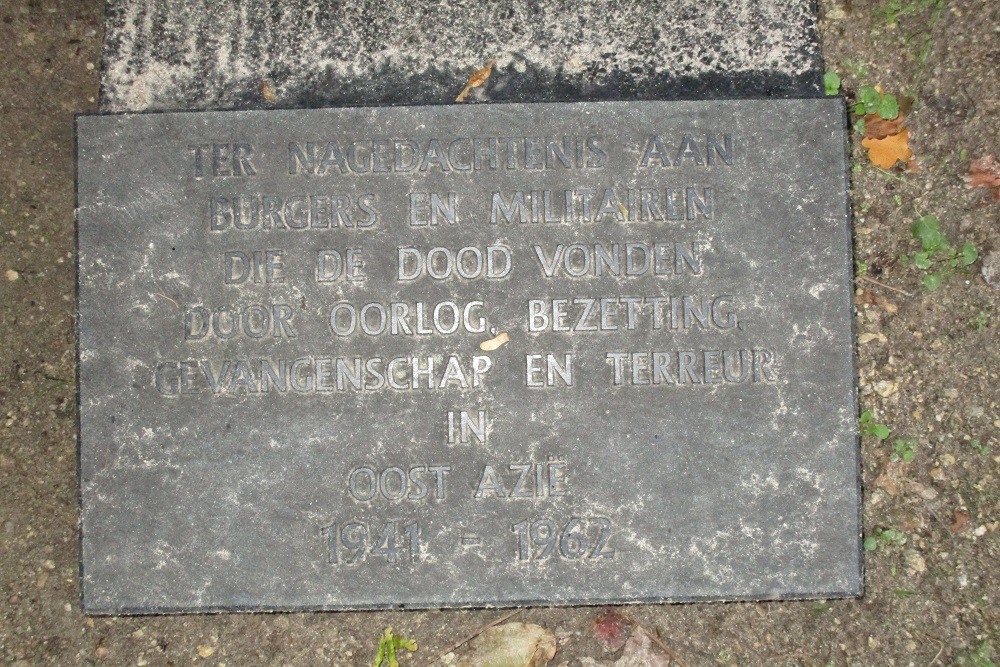 TER NAGEDACHTENIS AAN
BURGERS EN MILITAIREN
DIE DE DOOD VONDEN
DOOR OORLOG, BEZETTING,
GEVANGENSCHAP EN TERREUR
IN
OOST AZIË
1941 - 1962